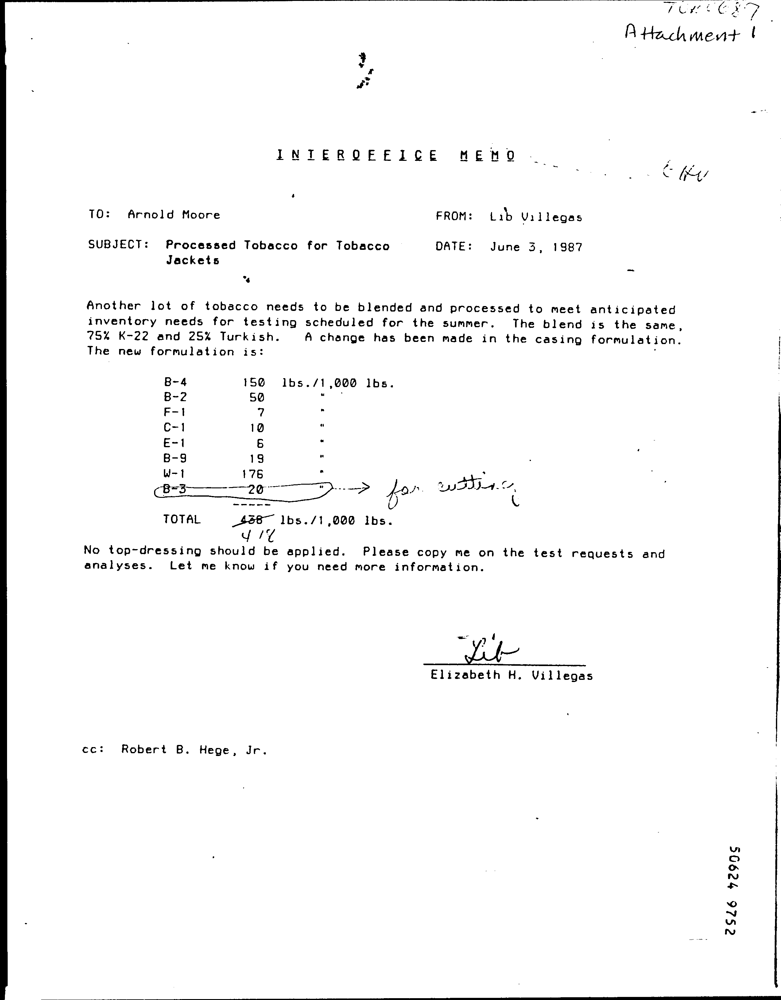 Attachment 1
INTEROFFICE MEMO
TO: Arnold Moore FROM: Lib Villegas
SUBJECT: Processed Tobacco for Tobacco DATE: June 3, 1987
Jackets
Another lot of tobacco needs to be blended and processed to meet anticipated
inventory needs for testing scheduled for the summer. The blend is the same,
75% K-22 and 25% Turkish. A change has been made in the casing formulation.
The new formulation is:
B-4 150 lbs./1,000 lbs.
B-2 50 "
F-1 7 "
C-1 10 "
E-1 6 "
B-9 19 "
W-1 176 "
B-3 20 " for cutting
-----
TOTAL 438 lbs./1,000 lbs.
418
No top-dressing should be applied. Please copy me on the test requests and
analyses. Let me know if you need more information.
Lib
Elizabeth H. Villegas
cc: Robert B. Hege, Jr.
50624 9752